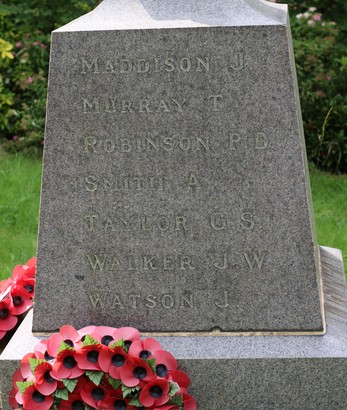 MADDISON J.
MURRAY T.
ROBINSON P.D.
SMITH A.
TAYLOR G.S.
WALKER J.W.
WATSON J.